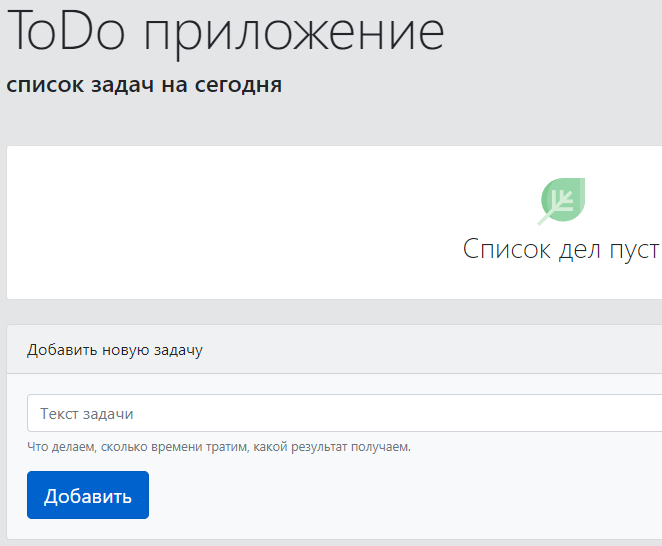 ToDo приложение
список задач на сегодня
Список дел пуст
Добавить новую задачу
Текст задачи
Что делаем, сколько времени тратим, какой результат получаем.
Добавить